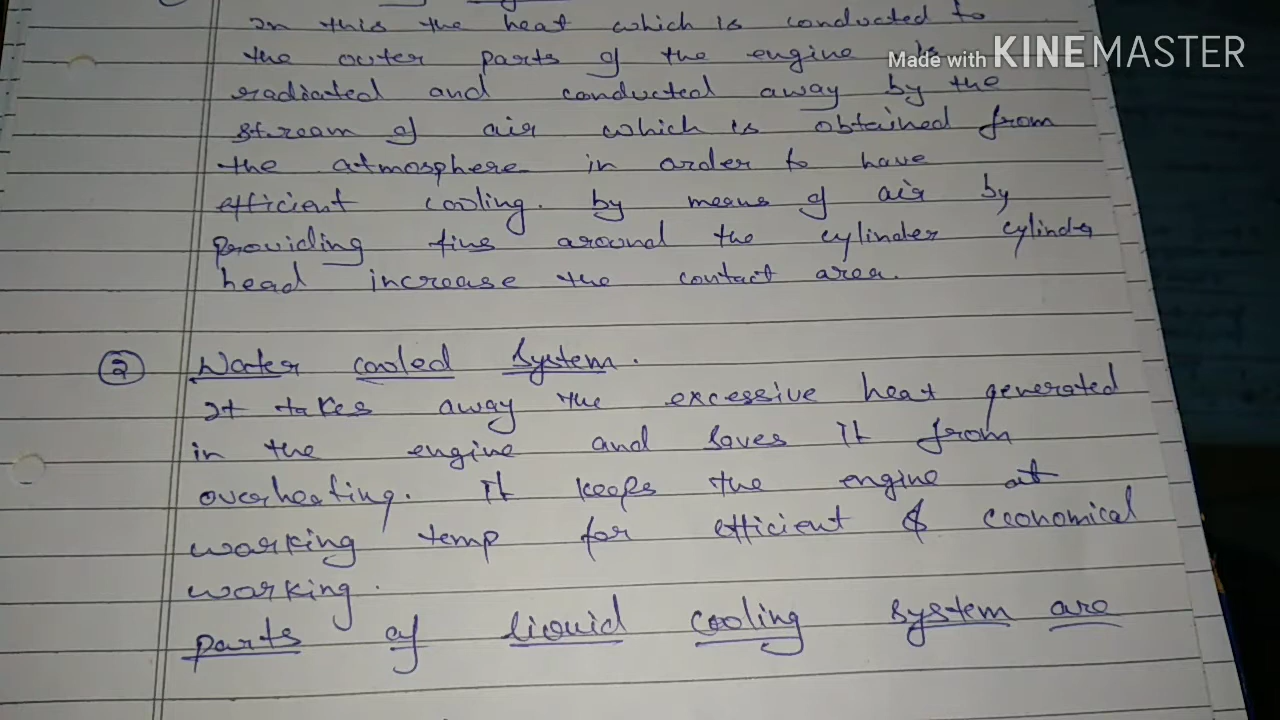 In this the heat which is conducted to
the outer parts of the engine is
Made with KINEMASTER
radiated and conducted away by the
stream of air which is obtained from
the atmosphere in order to have
efficient cooling. by means of air by
providing fins around the cylinder cylinder
head increase the contact area.
② Water cooled system.
It takes away the excessive heat generated
in the engine and saves it from
overheating. It keeps the engine at
working temp for efficient & economical
working.
parts of liquid cooling system are